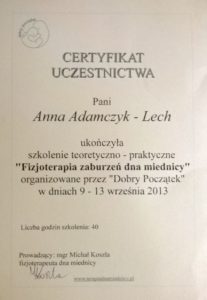 CERTYFIKAT
UCZESTNICTWA
Pani
Anna Adamczyk - Lech
ukończyła
szkolenie teoretyczno - praktyczne
"Fizjoterapia zaburzeń dna miednicy"
organizowane przez "Dobry Początek"
w dniach 9 - 13 września 2013
Liczba godzin szkolenia: 40
Prowadzący: mgr Michał Koszla
fizjoterapeuta dna miednicy